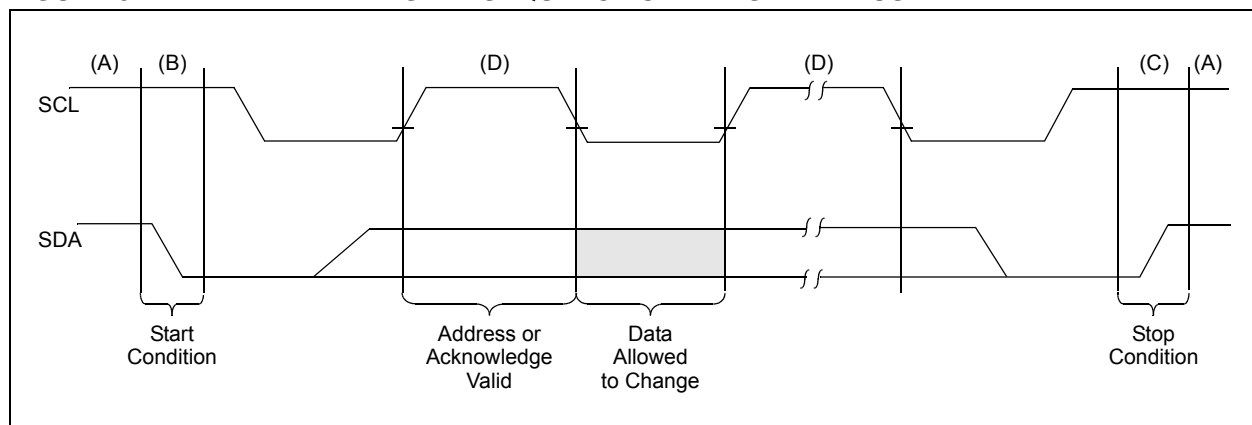 (A) (B) (D) (D) (C) (A)
SCL
SDA
Start
Condition
Address or
Acknowledge
Valid
Data
Allowed
to Change
Stop
Condition